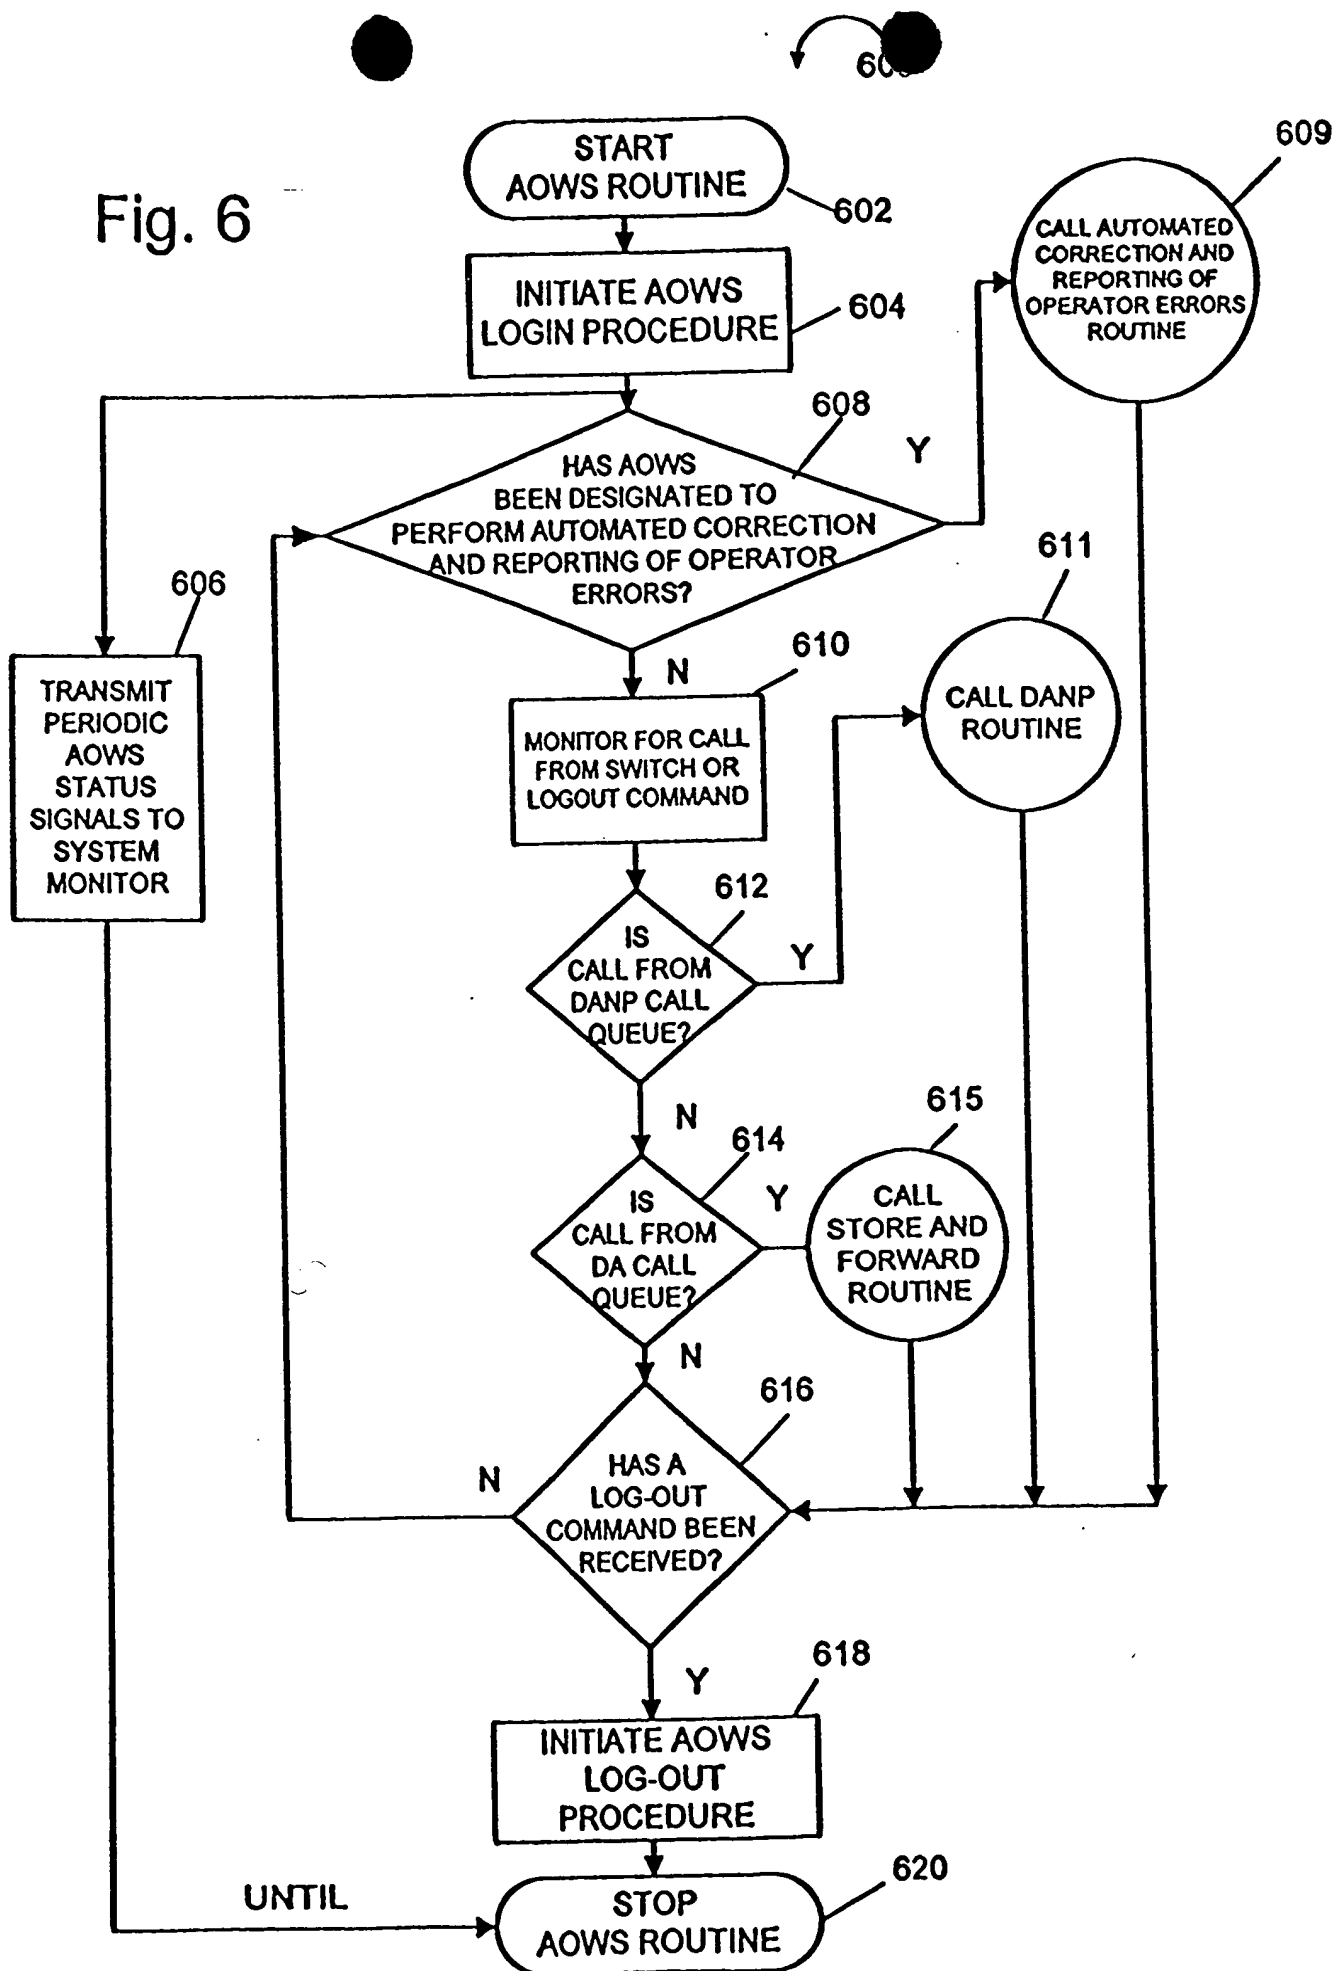 Fig. 6
START
AOWS ROUTINE
602
INITIATE AOWS
LOGIN PROCEDURE
604
609
CALL AUTOMATED
CORRECTION AND
REPORTING OF
OPERATOR ERRORS
ROUTINE
608
Y
HAS AOWS
BEEN DESIGNATED TO
PERFORM AUTOMATED CORRECTION
AND REPORTING OF OPERATOR
ERRORS?
606
TRANSMIT
PERIODIC
AOWS
STATUS
SIGNALS TO
SYSTEM
MONITOR
N
610
MONITOR FOR CALL
FROM SWITCH OR
LOGOUT COMMAND
611
CALL DANP
ROUTINE
612
Y
IS
CALL FROM
DANP CALL
QUEUE?
N
614
Y
IS
CALL FROM
DA CALL
QUEUE?
615
CALL
STORE AND
FORWARD
ROUTINE
N
616
N
HAS A
LOG-OUT
COMMAND BEEN
RECEIVED?
Y
618
INITIATE AOWS
LOG-OUT
PROCEDURE
UNTIL
620
STOP
AOWS ROUTINE